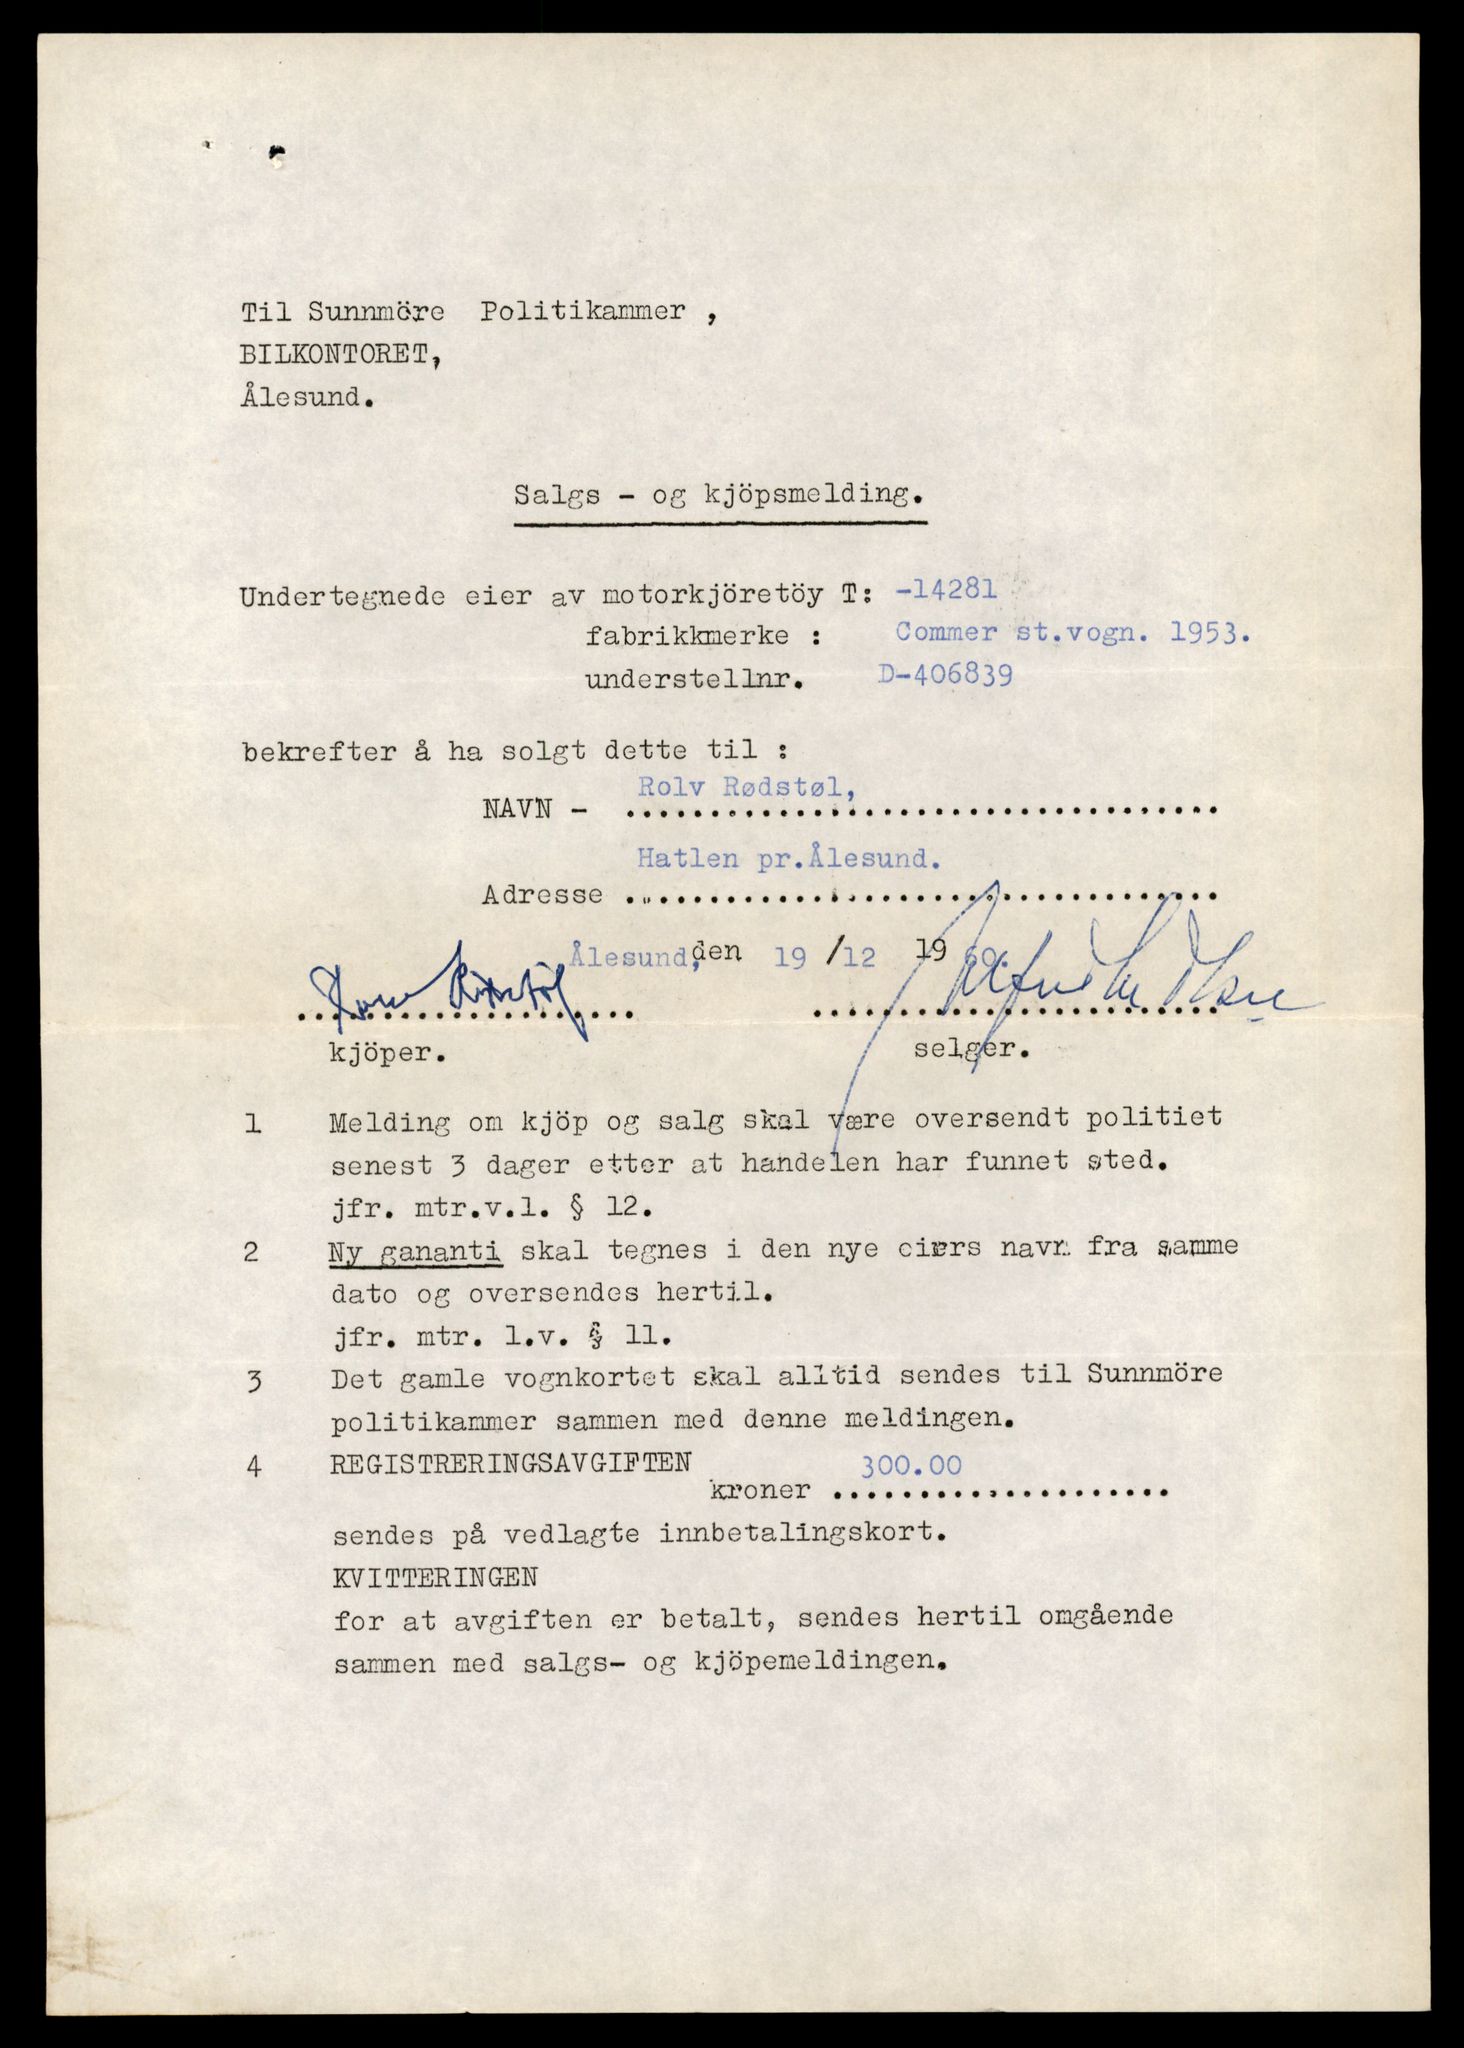 Til Sunnmöre Politikammer ,
BILKONTORET,
Ålesund.
Salgs - og kjöpsmelding.
Undertegnede eier av motorkjöretöy T: -14281
fabrikkmerke : Commer st.vogn. 1953.
understellnr. D-406839
bekrefter å ha solgt dette til :
Rolv Rødstøl,
NAVN - ..................................
Hatlen pr.Ålesund.
Adresse ..................................
Ålesund, den 19 /12 19 60.
Rødstøl
kjöper. selger.
1 Melding om kjöp og salg skal være oversendt politiet
senest 3 dager etter at handelen har funnet sted.
jfr. mtr.v.l. § 12.
2 Ny gananti skal tegnes i den nye eiers navn fra samme
dato og oversendes hertil.
jfr. mtr. l.v. § 11.
3 Det gamle vognkortet skal alltid sendes til Sunnmöre
politikammer sammen med denne meldingen.
4 REGISTRERINGSAVGIFTEN 300.00
kroner ....................
sendes på vedlagte innbetalingskort.
KVITTERINGEN
for at avgiften er betalt, sendes hertil omgående
sammen med salgs- og kjöpemeldingen.